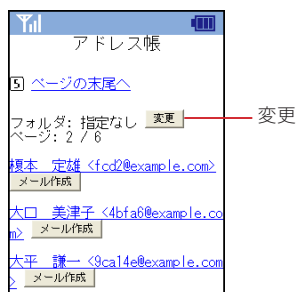 アドレス帳
5 ページの末尾へ
フォルダ: 指定なし 変更
変更
ページ: 2 / 6
榎本 定雄 <fcd2@example.com>
メール作成
大口 美津子 <4bfa6@example.co
m> メール作成
大平 謙一 <9ca14e@example.com
> メール作成